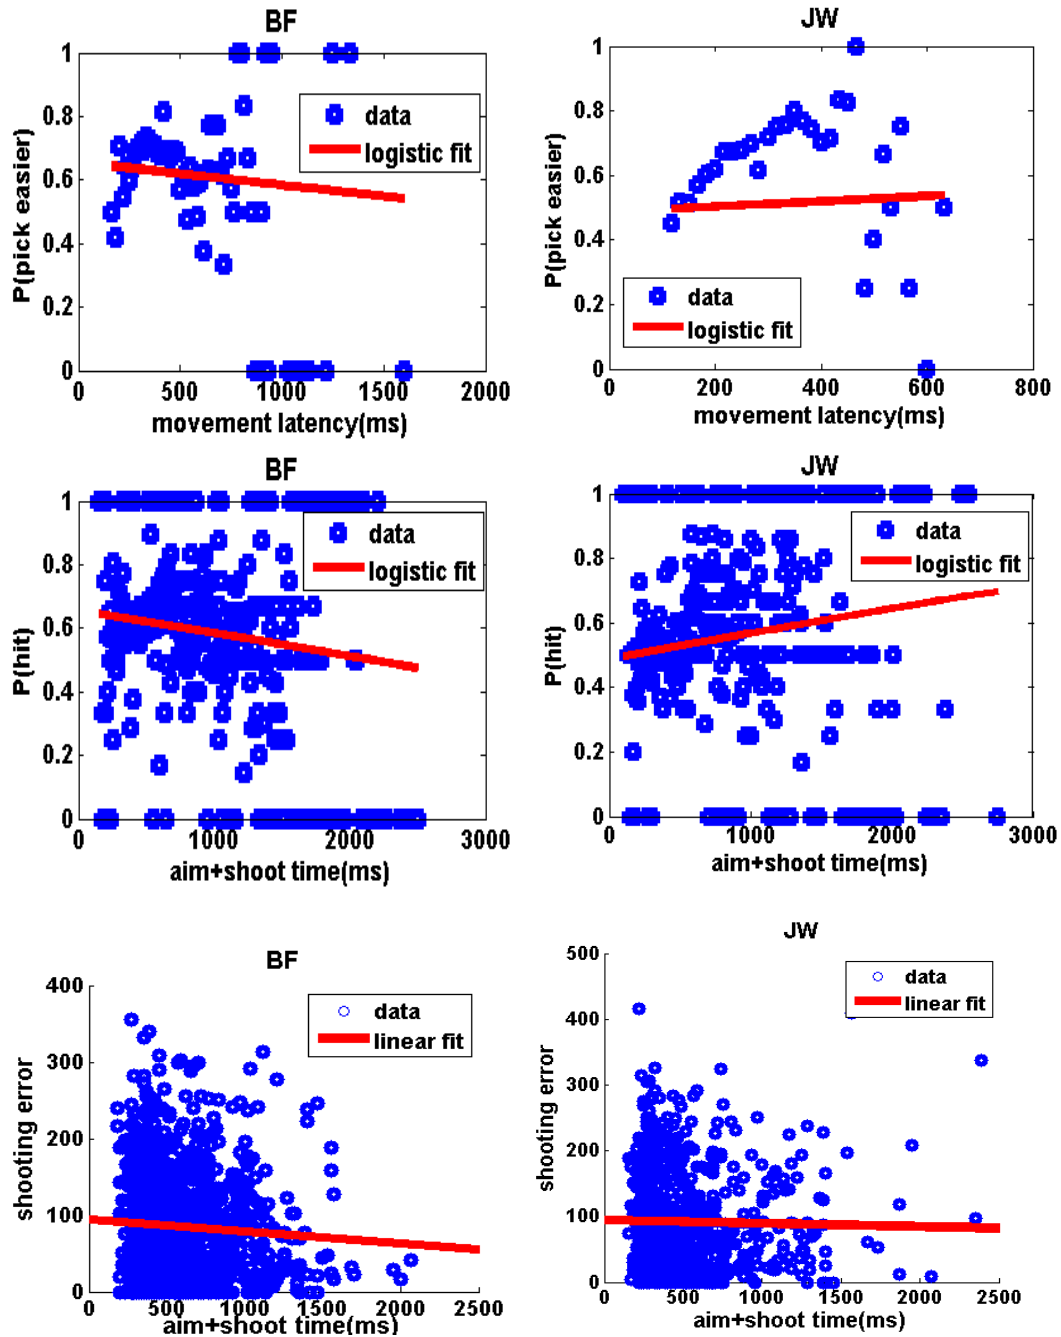 BF
1
0.8
0.6
0.4
0.2
0
P(pick easier)
data
logistic fit
0 500 1000 1500 2000
movement latency(ms)
JW
1
0.8
0.6
0.4
0.2
0
P(pick easier)
data
logistic fit
0 200 400 600 800
movement latency(ms)
BF
1
0.8
0.6
0.4
0.2
0
P(hit)
data
logistic fit
0 1000 2000 3000
aim+shoot time(ms)
JW
1
0.8
0.6
0.4
0.2
0
P(hit)
data
logistic fit
0 1000 2000 3000
aim+shoot time(ms)
BF
400
300
200
100
0
shooting error
data
linear fit
0 500 1000 1500 2000 2500
aim+shoot time(ms)
JW
500
400
300
200
100
0
shooting error
data
linear fit
0 500 1000 1500 2000 2500
aim+shoot time(ms)